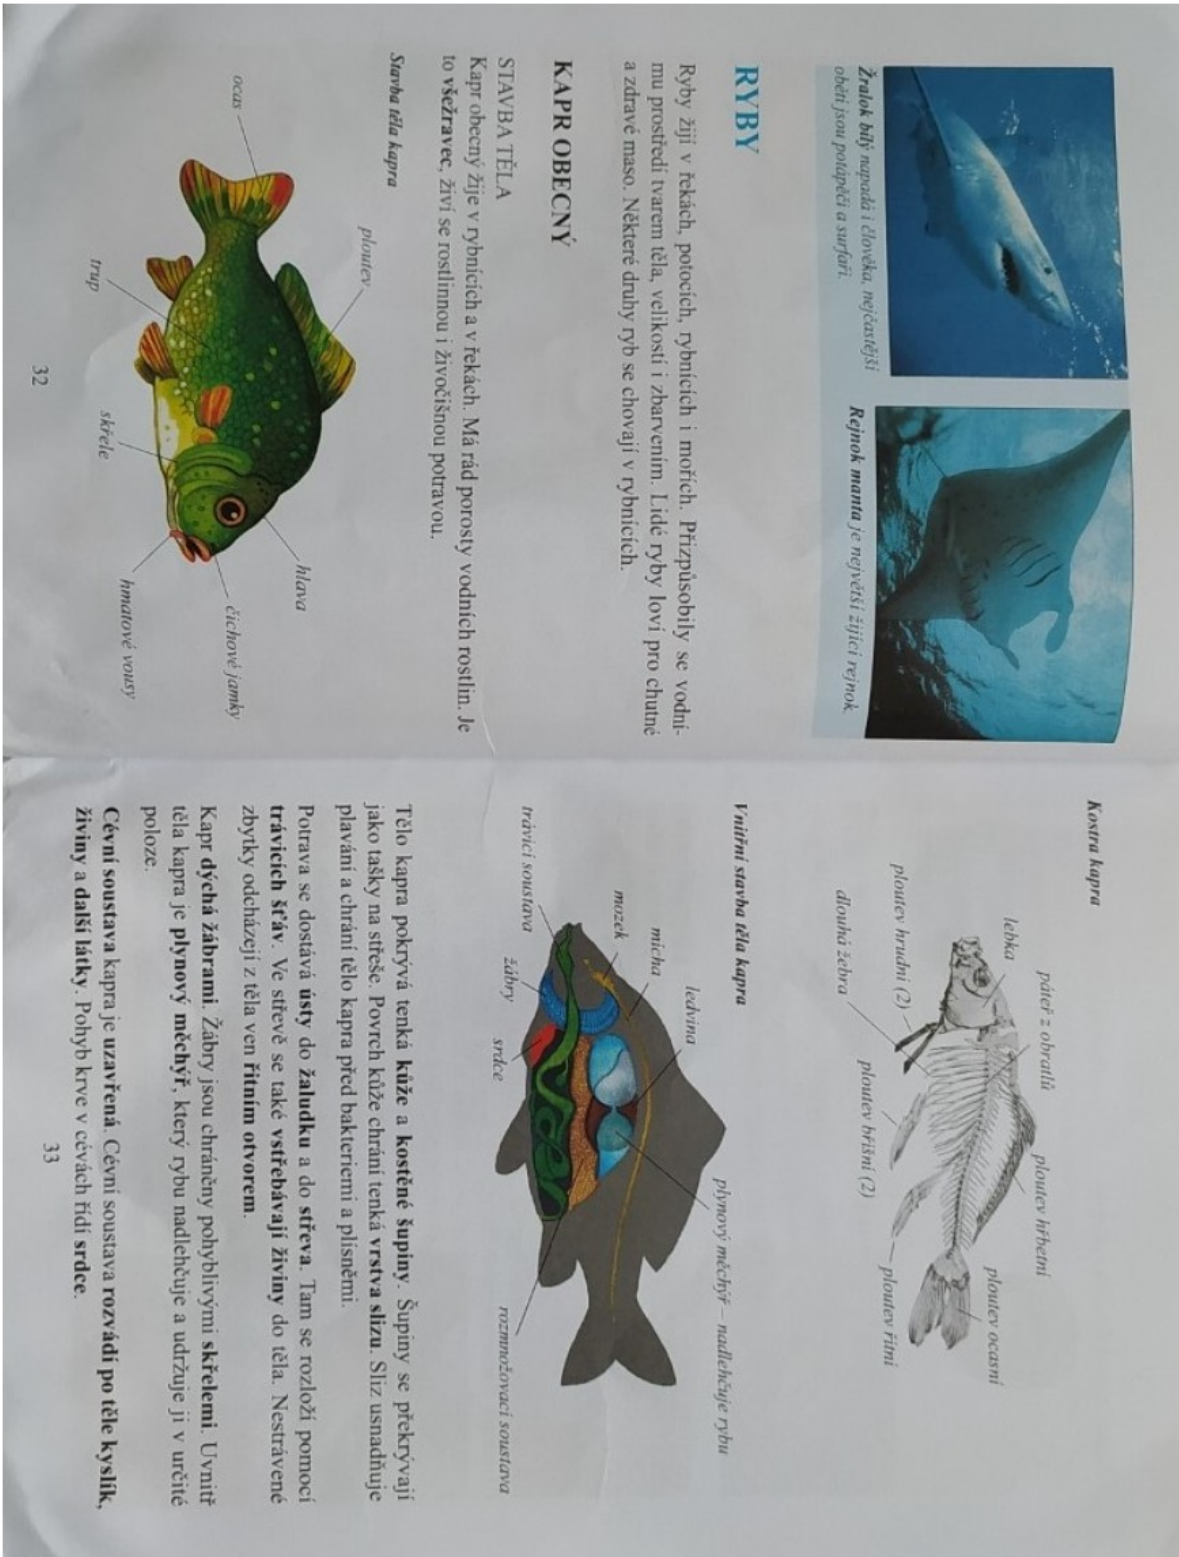 Žralok bílý napadá i člověka, nejčastější
obětí jsou potápěči a surfaři.
Rejnok manta je největší žijící rejnok.
RYBY
Ryby žijí v řekách, potocích, rybnících i mořích. Přizpůsobily se vodní-
mu prostředí tvarem těla, velikostí i zbarvením. Lidé ryby loví pro chutné
a zdravé maso. Některé druhy ryb se chovají v rybnících.
KAPR OBECNÝ
STAVBA TĚLA
Kapr obecný žije v rybnících a v řekách. Má rád porosty vodních rostlin. Je
to všežravec, živí se rostlinnou i živočišnou potravou.
Stavba těla kapra
ploutev
hlava
ocas
čichové jamky
trup
skřele
hmatové vousy
32
Kostra kapra
páteř z obratlů
ploutev hřbetní
lebka
ploutev ocasní
ploutev hrudní (2)
ploutev řitní
dlouhá žebra
ploutev břišní (2)
Vnitřní stavba těla kapra
plynový měchýř – nadlehčuje rybu
ledvina
mícha
mozek
trávicí soustava
žábry
srdce
rozmnožovací soustava
Tělo kapra pokrývá tenká kůže a kostěné šupiny. Šupiny se překrývají
jako tašky na střeše. Povrch kůže chrání tenká vrstva slizu. Sliz usnadňuje
plavání a chrání tělo kapra před bakteriemi a plísněmi.
Potrava se dostává ústy do žaludku a do střeva. Tam se rozloží pomocí
trávicích šťáv. Ve střevě se také vstřebávají živiny do těla. Nestrávené
zbytky odcházejí z těla ven řitním otvorem.
Kapr dýchá žábrami. Žábry jsou chráněny pohyblivými skřelemi. Uvnitř
těla kapra je plynový měchýř, který rybu nadlehčuje a udržuje ji v určité
poloze.
Cévní soustava kapra je uzavřená. Cévní soustava rozvádí po těle kyslík,
živiny a další látky. Pohyb krve v cévách řídí srdce.
33